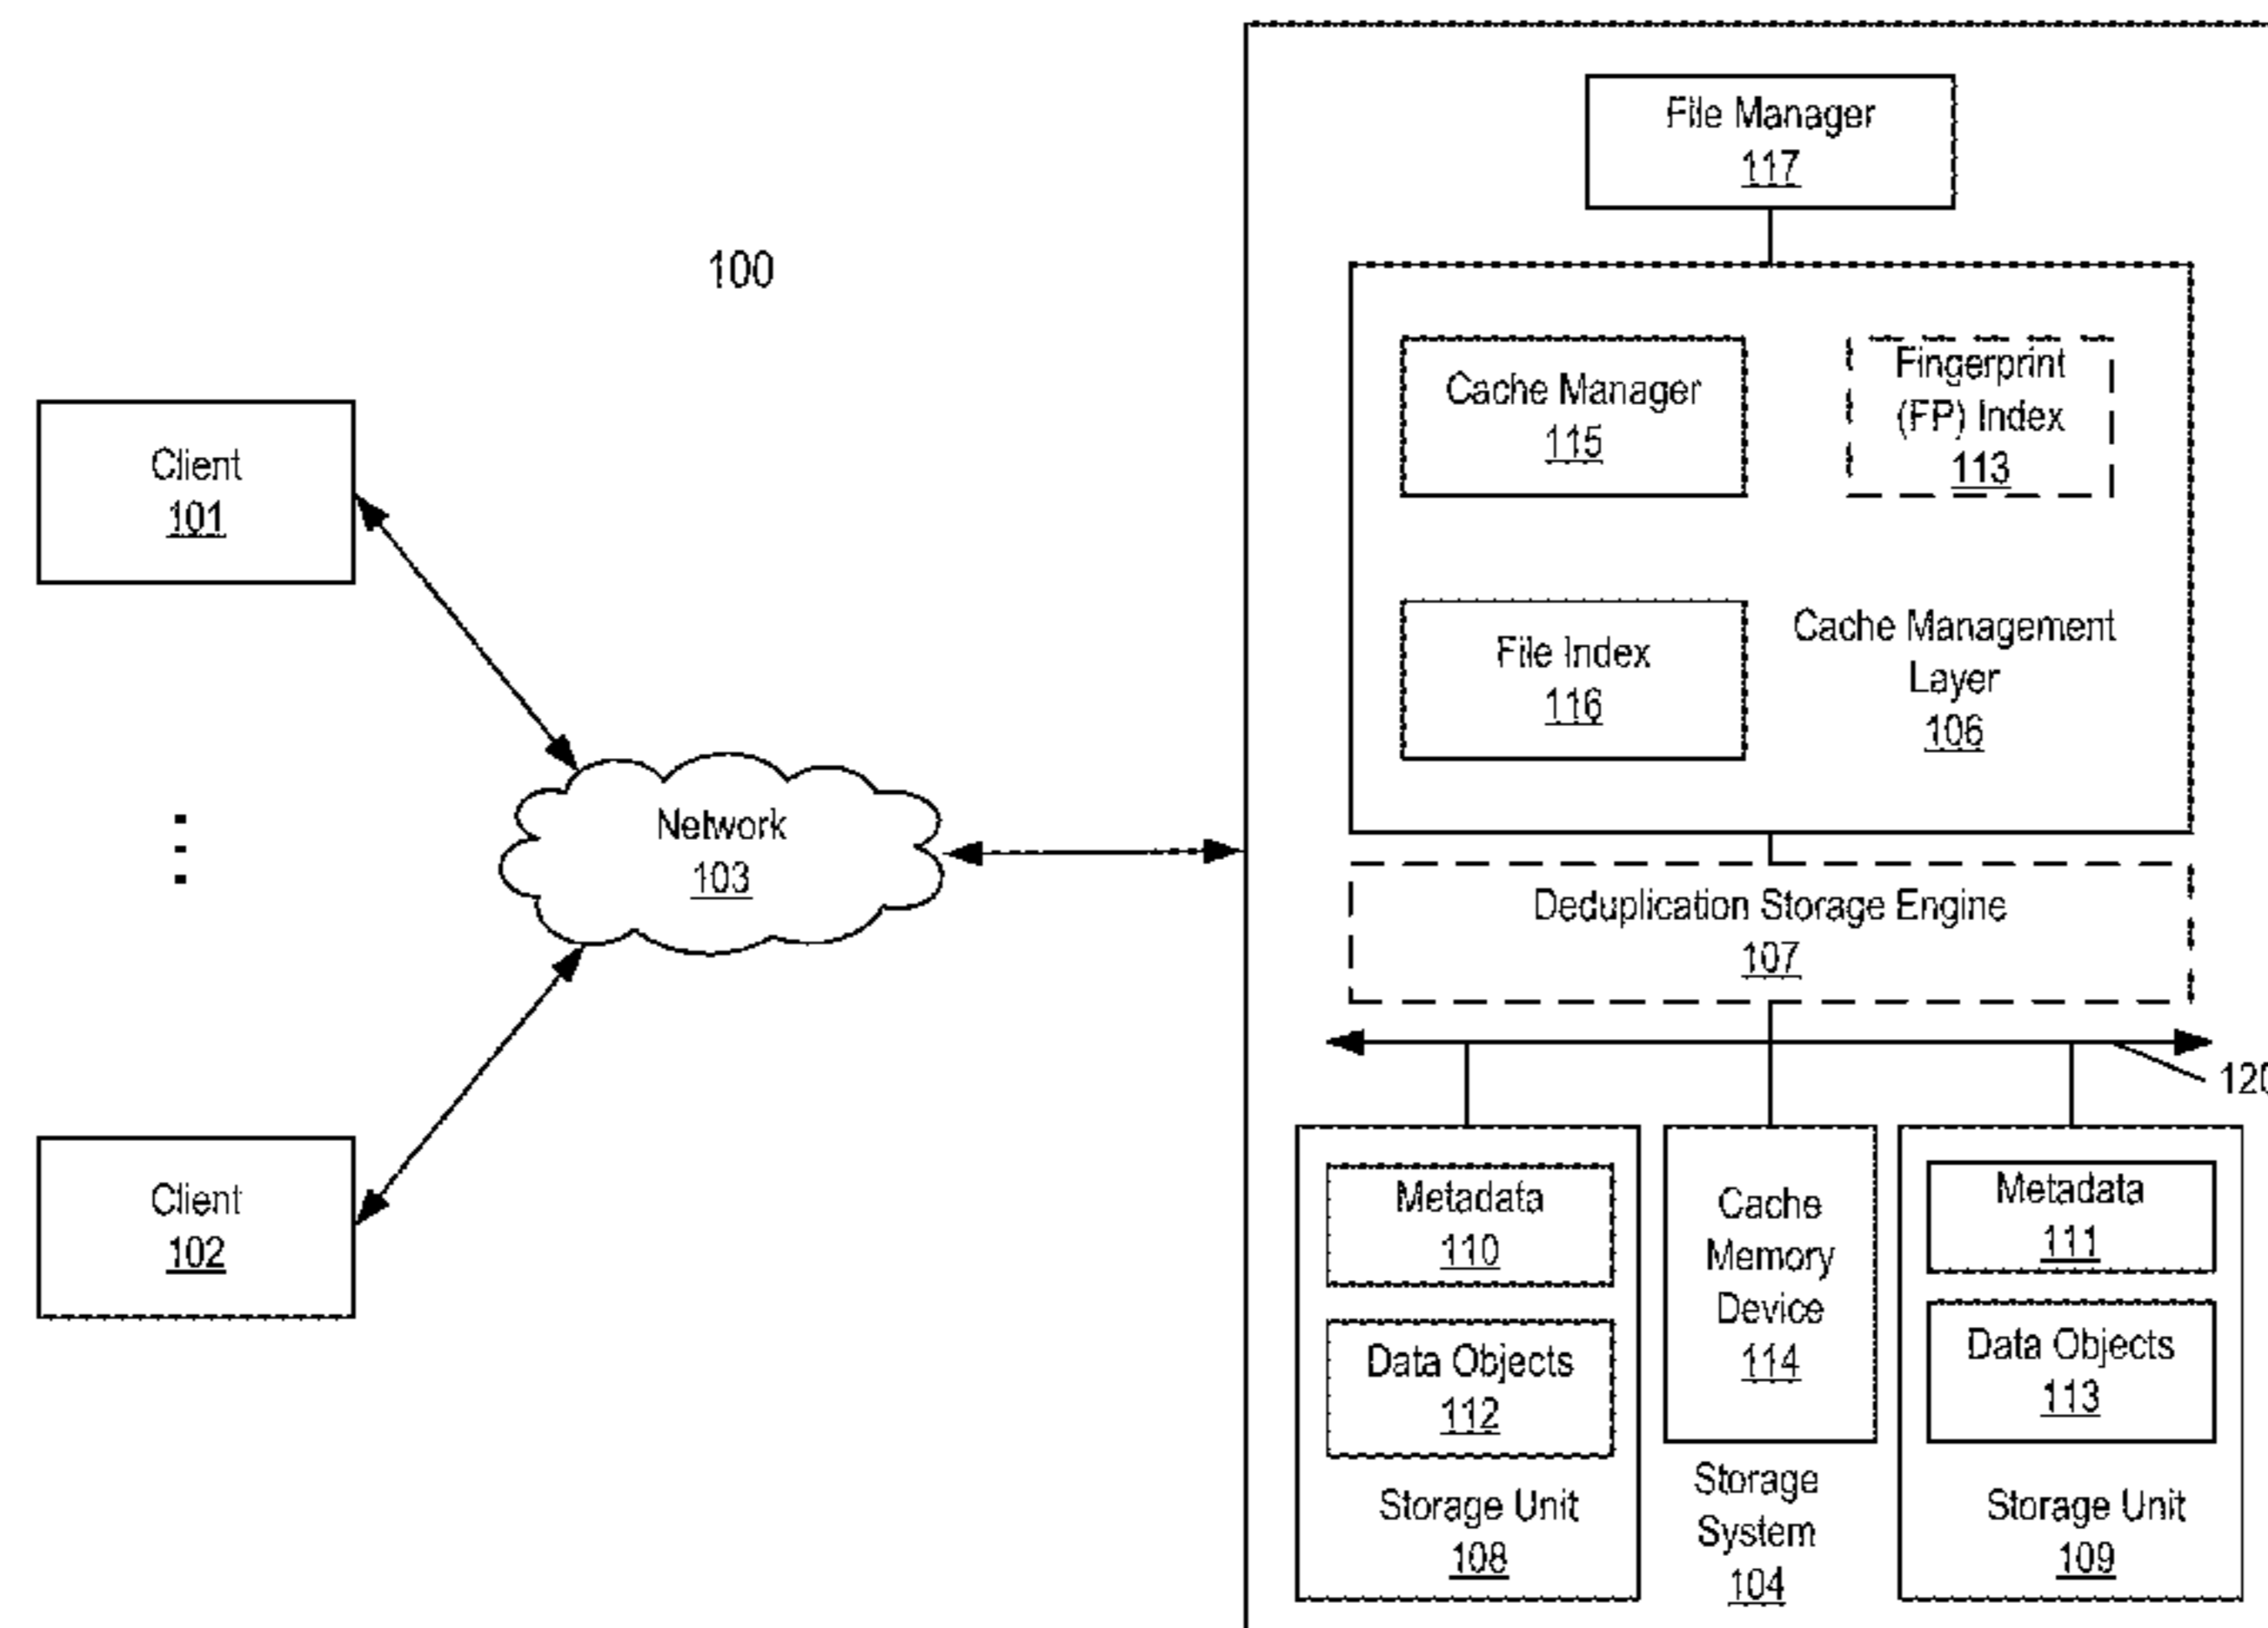 100
Client
101
Client
102
Network
103
File Manager
117
Cache Manager
115
Fingerprint
(FP) Index
113
File Index
116
Cache Management
Layer
106
Deduplication Storage Engine
107
120
Metadata
110
Data Objects
112
Storage Unit
108
Cache
Memory
Device
114
Storage
System
104
Metadata
111
Data Objects
113
Storage Unit
109